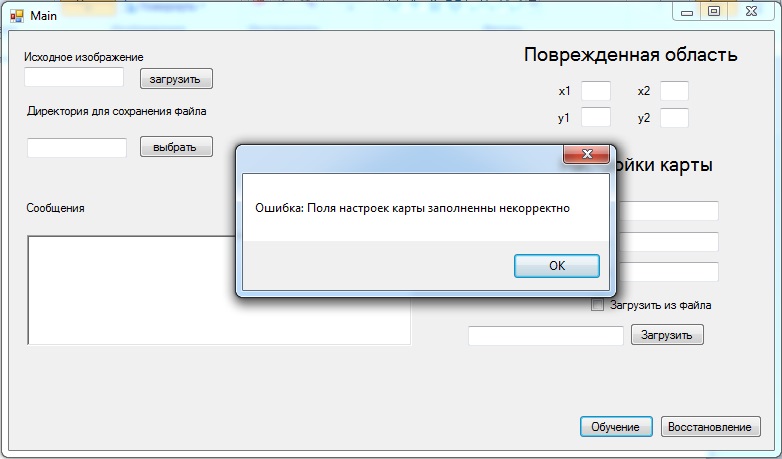 Main
Исходное изображение
загрузить
Директория для сохранения файла
выбрать
Поврежденная область
x1 x2
y1 y2
ойки карты
Ошибка: Поля настроек карты заполненны некорректно
OK
Сообщения
Загрузить из файла
Загрузить
Обучение Восстановление